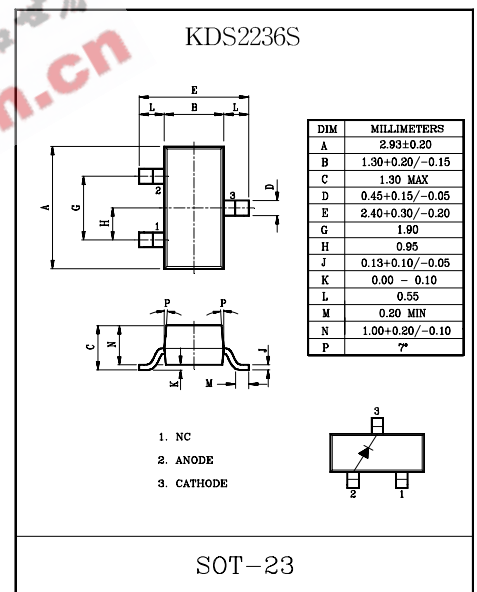 KDS2236S
n.cn
E
L B L
2
3
1
A
G
H
D
DIM MILLIMETERS
A 2.93±0.20
B 1.30+0.20/−0.15
C 1.30 MAX
D 0.45+0.15/−0.05
E 2.40+0.30/−0.20
G 1.90
H 0.95
J 0.13+0.10/−0.05
K 0.00 − 0.10
L 0.55
M 0.20 MIN
N 1.00+0.20/−0.10
P 7°
P P
C
N
K
M
J
1. NC
2. ANODE
3. CATHODE
3
2 1
SOT−23